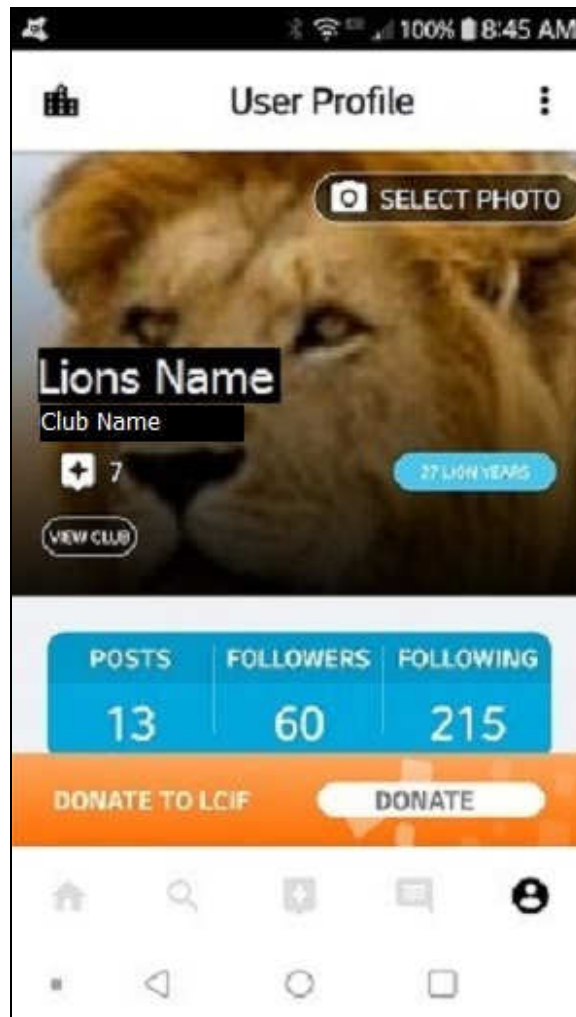 100% 8:45 AM
User Profile
SELECT PHOTO
Lions Name
Club Name
7
27 LION YEARS
VIEW CLUB
POSTS FOLLOWERS FOLLOWING
13 60 215
DONATE TO LCIF DONATE